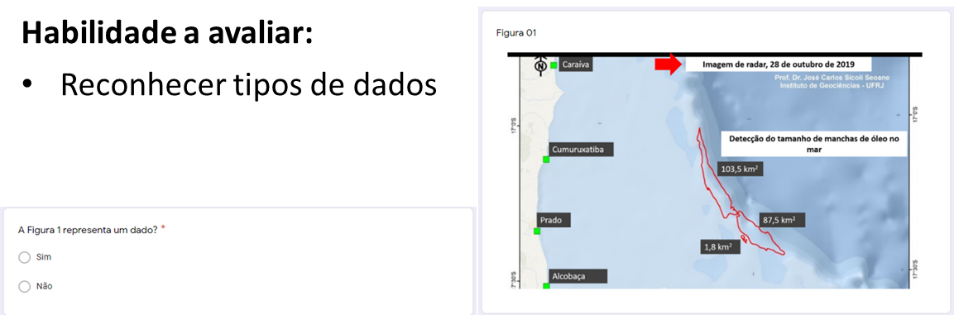 Habilidade a avaliar:
• Reconhecer tipos de dados
A Figura 1 representa um dado? *
Sim
Não
Figura 01
N
Caraíva
Imagem de radar, 28 de outubro de 2019
Prof. Dr. José Carlos Sícoli Seoane
Instituto de Geociências - UFRJ
17°0'S
17°0'S
Detecção do tamanho de manchas de óleo no
mar
Cumuruxatiba
103,5 km²
Prado
87,5 km²
1,8 km²
Alcobaça
17°30'S